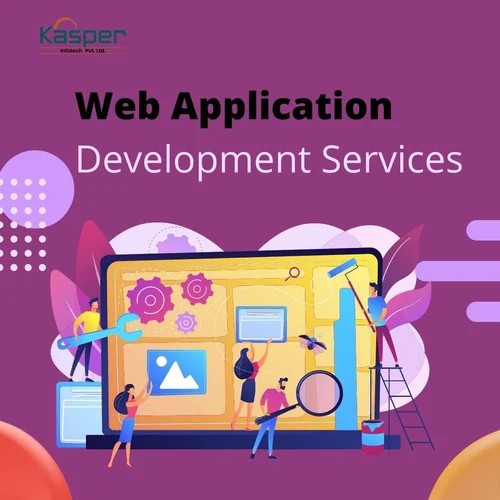 Kasper
Infotech Pvt. Ltd.
Web Application
Development Services